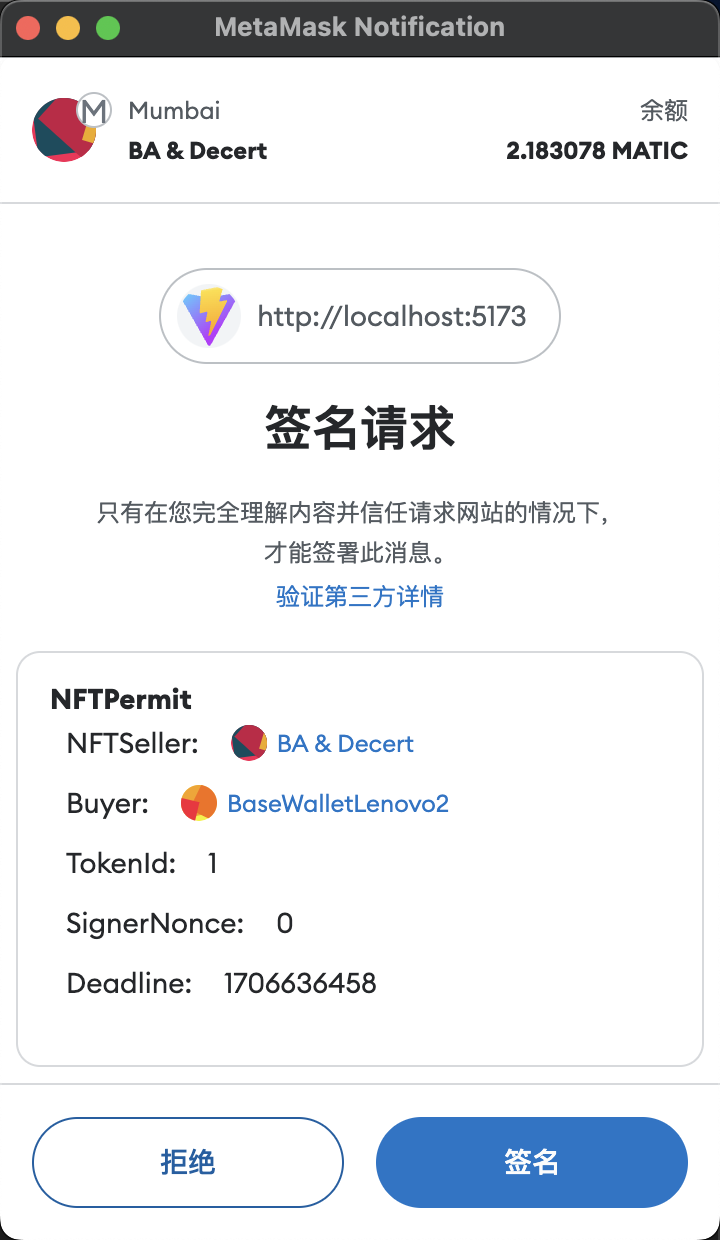 MetaMask Notification
M
Mumbai
余额
BA & Decert
2.183078 MATIC
http://localhost:5173
签名请求
只有在您完全理解内容并信任请求网站的情况下，
才能签署此消息。
验证第三方详情
NFTPermit
NFTSeller: BA & Decert
Buyer: BaseWalletLenovo2
TokenId: 1
SignerNonce: 0
Deadline: 1706636458
拒绝
签名